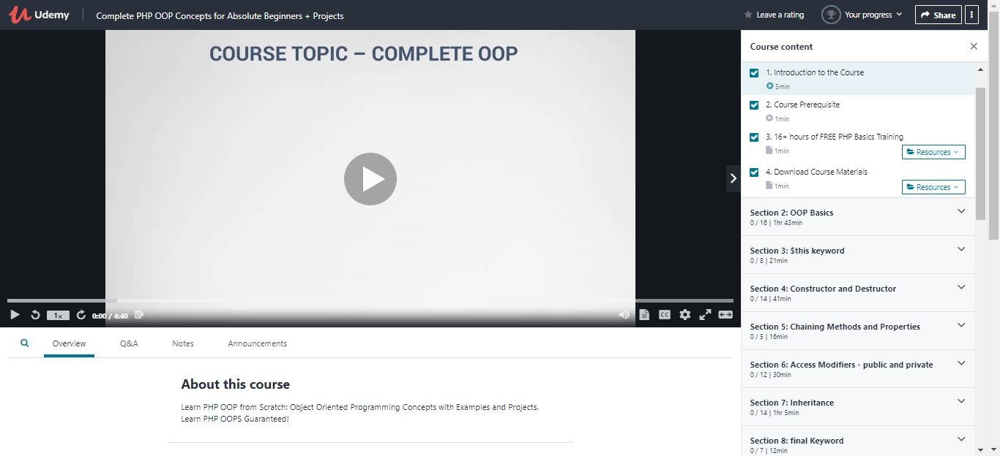 Udemy
Complete PHP OOP Concepts for Absolute Beginners + Projects
Leave a rating
Your progress
Share
COURSE TOPIC – COMPLETE OOP
1x
0:00 / 4:40
CC
Overview
Q&A
Notes
Announcements
About this course
Learn PHP OOP from Scratch: Object Oriented Programming Concepts with Examples and Projects.
Learn PHP OOPS Guaranteed!
Course content
1. Introduction to the Course
5min
2. Course Prerequisite
1min
3. 16+ hours of FREE PHP Basics Training
1min
Resources
4. Download Course Materials
1min
Resources
Section 2: OOP Basics
0 / 16 | 1hr 43min
Section 3: $this keyword
0 / 8 | 21min
Section 4: Constructor and Destructor
0 / 14 | 41min
Section 5: Chaining Methods and Properties
0 / 5 | 16min
Section 6: Access Modifiers - public and private
0 / 12 | 30min
Section 7: Inheritance
0 / 14 | 1hr 5min
Section 8: final Keyword
0 / 7 | 12min